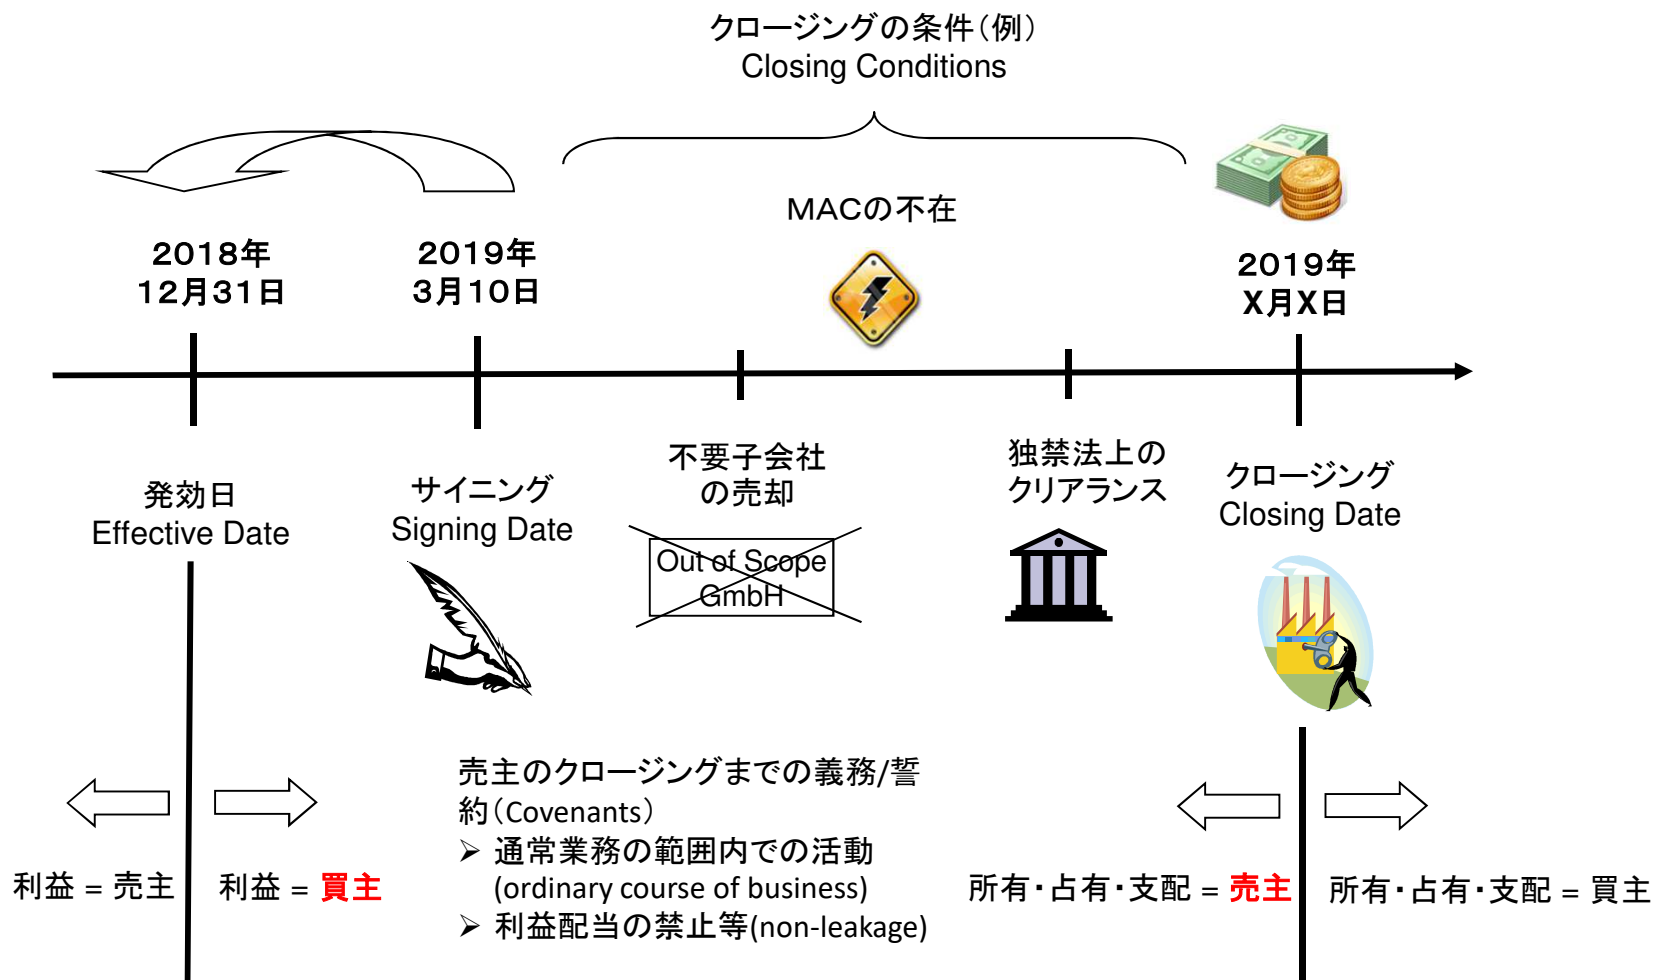 クロージングの条件（例）
Closing Conditions
MACの不在
2018年
12月31日
2019年
3月10日
2019年
X月X日
発効日
Effective Date
サイニング
Signing Date
不要子会社
の売却
Out of Scope
GmbH
独禁法上の
クリアランス
クロージング
Closing Date
売主のクロージングまでの義務/誓
約（Covenants）
➢ 通常業務の範囲内での活動
(ordinary course of business)
➢ 利益配当の禁止等(non-leakage)
利益 = 売主
利益 = 買主
所有・占有・支配 = 売主
所有・占有・支配 = 買主